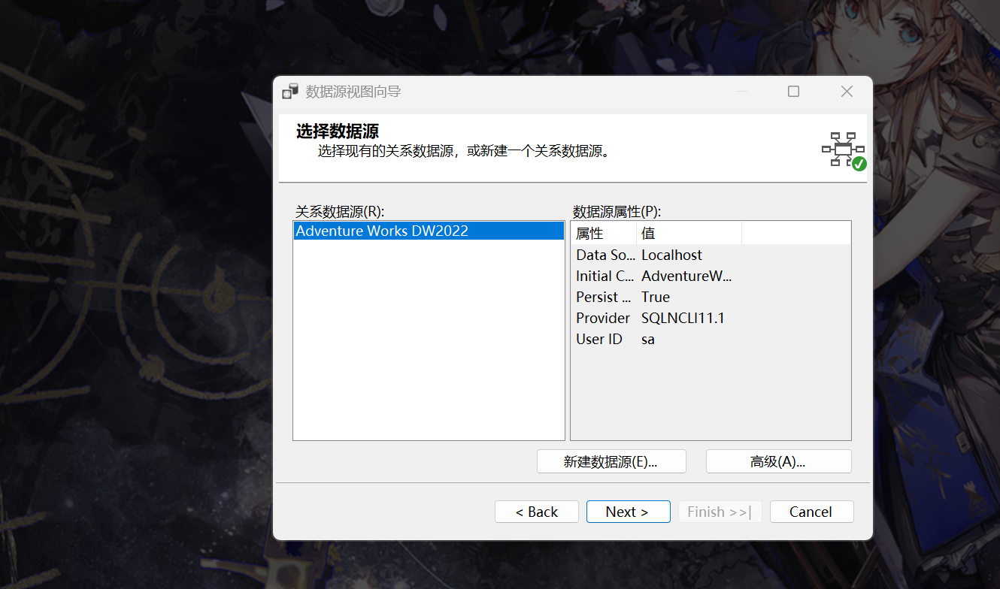 数据源视图向导
选择数据源
选择现有的关系数据源，或新建一个关系数据源。
关系数据源(R):
Adventure Works DW2022
数据源属性(P):
属性 值
Data So... Localhost
Initial C... AdventureW...
Persist ... True
Provider SQLNCLI11.1
User ID sa
新建数据源(E)... 高级(A)...
< Back Next > Finish >>| Cancel